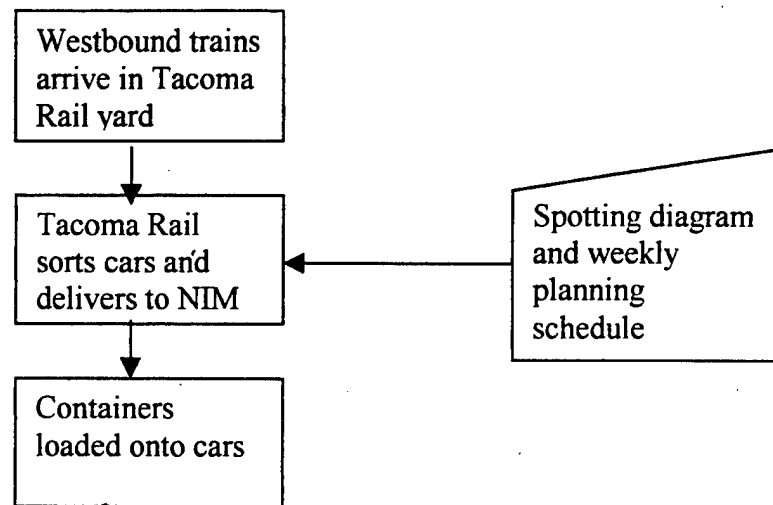 Westbound trains
arrive in Tacoma
Rail yard
Tacoma Rail
sorts cars and
delivers to NIM
Spotting diagram
and weekly
planning
schedule
Containers
loaded onto cars